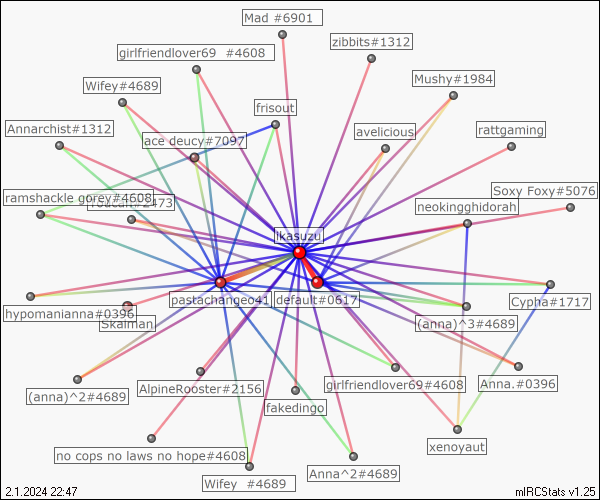 Mad #6901
zibbits#1312
girlfriendlover69 #4608
Wifey#4689
Mushy#1984
frisout
Annarchist#1312
ace deucy#7097
avelicious
rattgaming
ramshackle gorey#4608
Soxy Foxy#5076
neokingghidorah
ikasuzu
pastachangeo41
default#0617
hypomanianna#0396
Skaiman
Cypha#1717
(anna)^3#4689
(anna)^2#4689
AlpineRooster#2156
girlfriendlover69#4608
Anna.#0396
fakedingo
xenoyaut
no cops no laws no hope#4608
Wifey #4689
Anna^2#4689
2.1.2024 22:47
mIRCStats v1.25